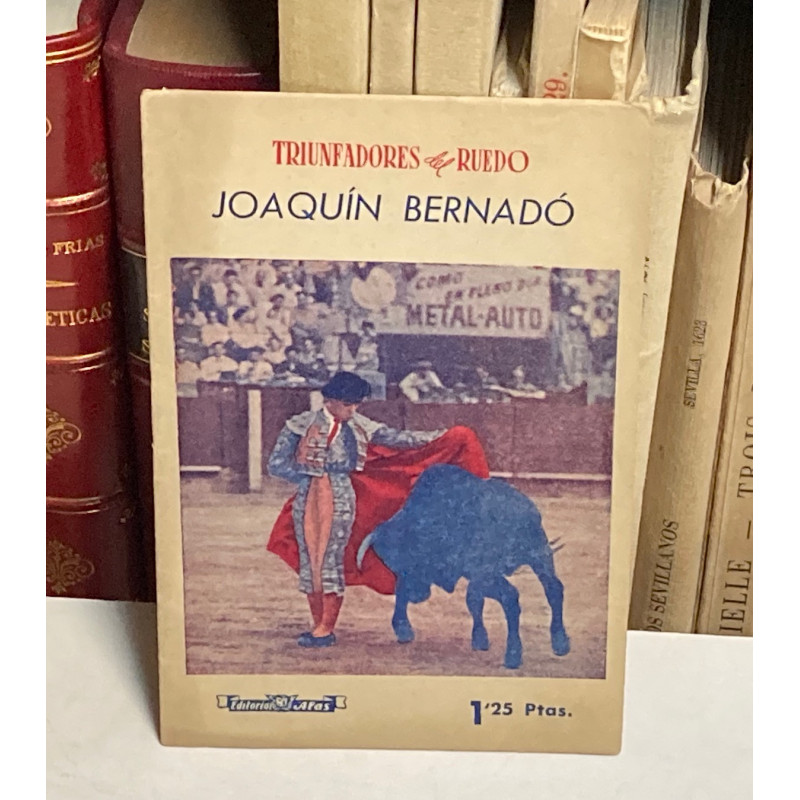 TRIUNFADORES del RUEDO
JOAQUÍN BERNADÓ
COMO
EN PLENO DIA
METAL-AUTO
Editorial Alas
1'25 Ptas.
FRIAS
ETICAS
29.
SEVILLA, 1623
OS SEVILLANOS
IELLE — TROIS